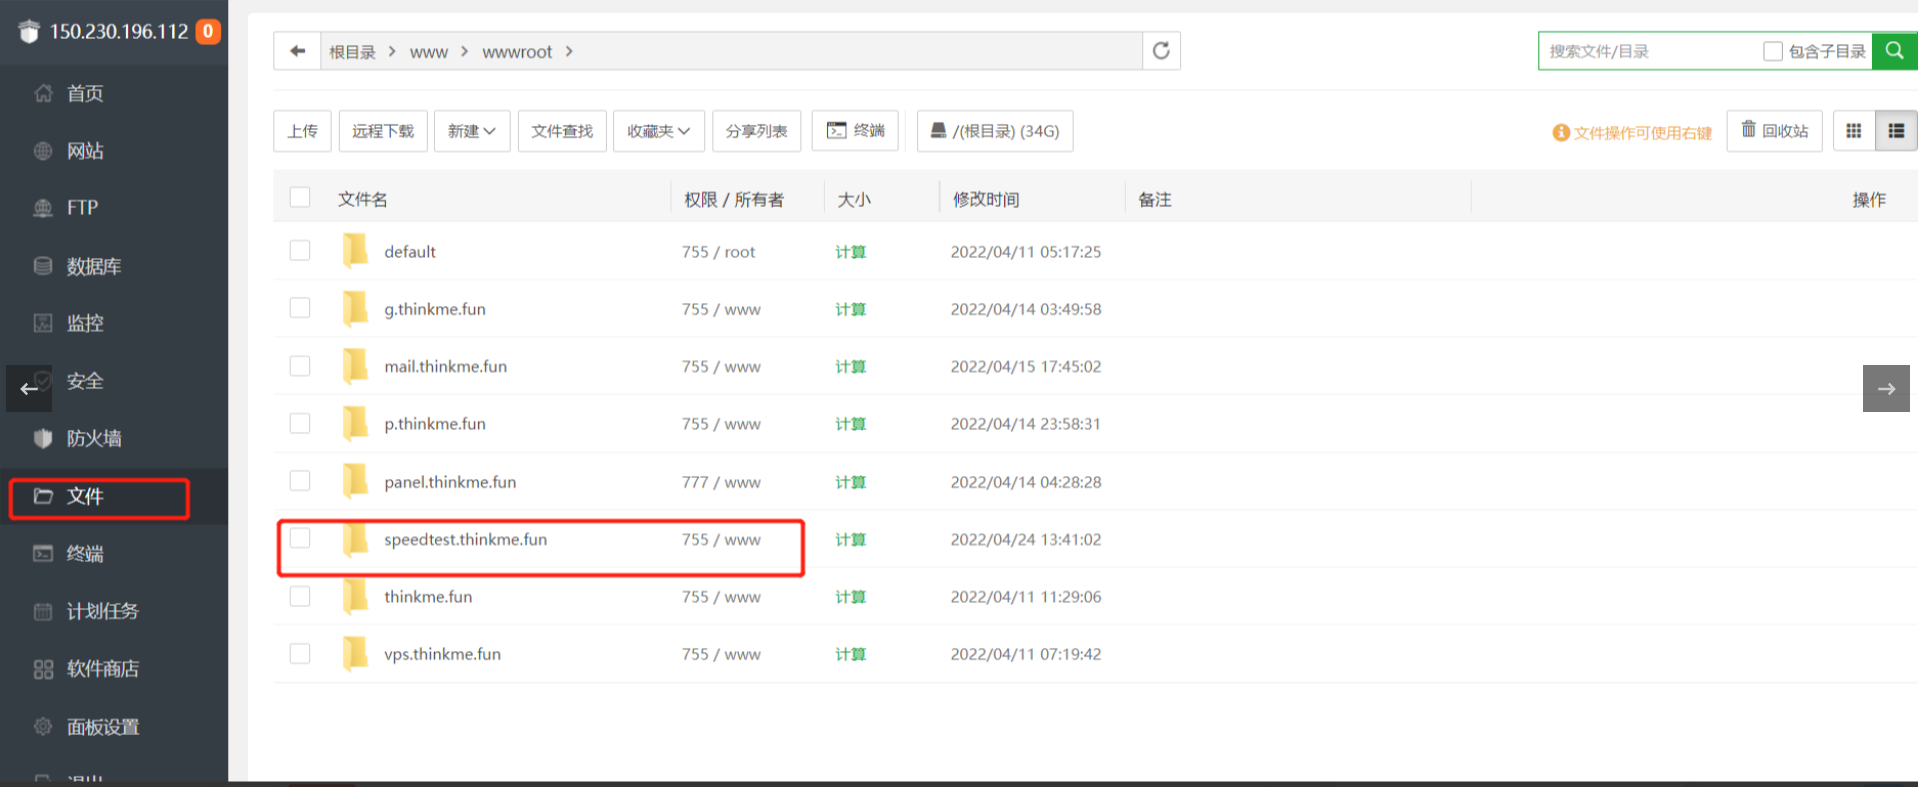 150.230.196.112 0
首页
网站
FTP
数据库
监控
安全
防火墙
文件
终端
计划任务
软件商店
面板设置
根目录 > www > wwwroot >
搜索文件/目录 包含子目录
上传 远程下载 新建 文件查找 收藏夹 分享列表 终端 /(根目录) (34G) 文件操作可使用右键 回收站
文件名 权限 / 所有者 大小 修改时间 备注 操作
default 755 / root 计算 2022/04/11 05:17:25
g.thinkme.fun 755 / www 计算 2022/04/14 03:49:58
mail.thinkme.fun 755 / www 计算 2022/04/15 17:45:02
p.thinkme.fun 755 / www 计算 2022/04/14 23:58:31
panel.thinkme.fun 777 / www 计算 2022/04/14 04:28:28
speedtest.thinkme.fun 755 / www 计算 2022/04/24 13:41:02
thinkme.fun 755 / www 计算 2022/04/11 11:29:06
vps.thinkme.fun 755 / www 计算 2022/04/11 07:19:42